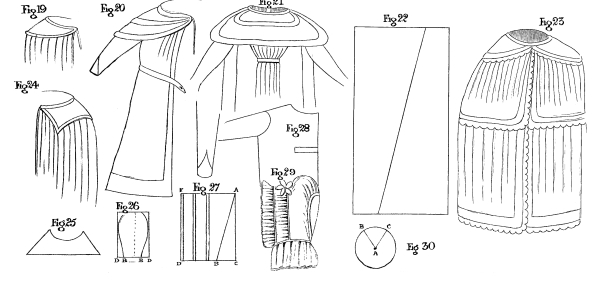 Fig 19
Fig 20
Fig 21
Fig 22
Fig 23
Fig 24
Fig 28
Fig 29
Fig 27
F A
D B C
Fig 26
D B B D
Fig 25
B C
A
Fig 30